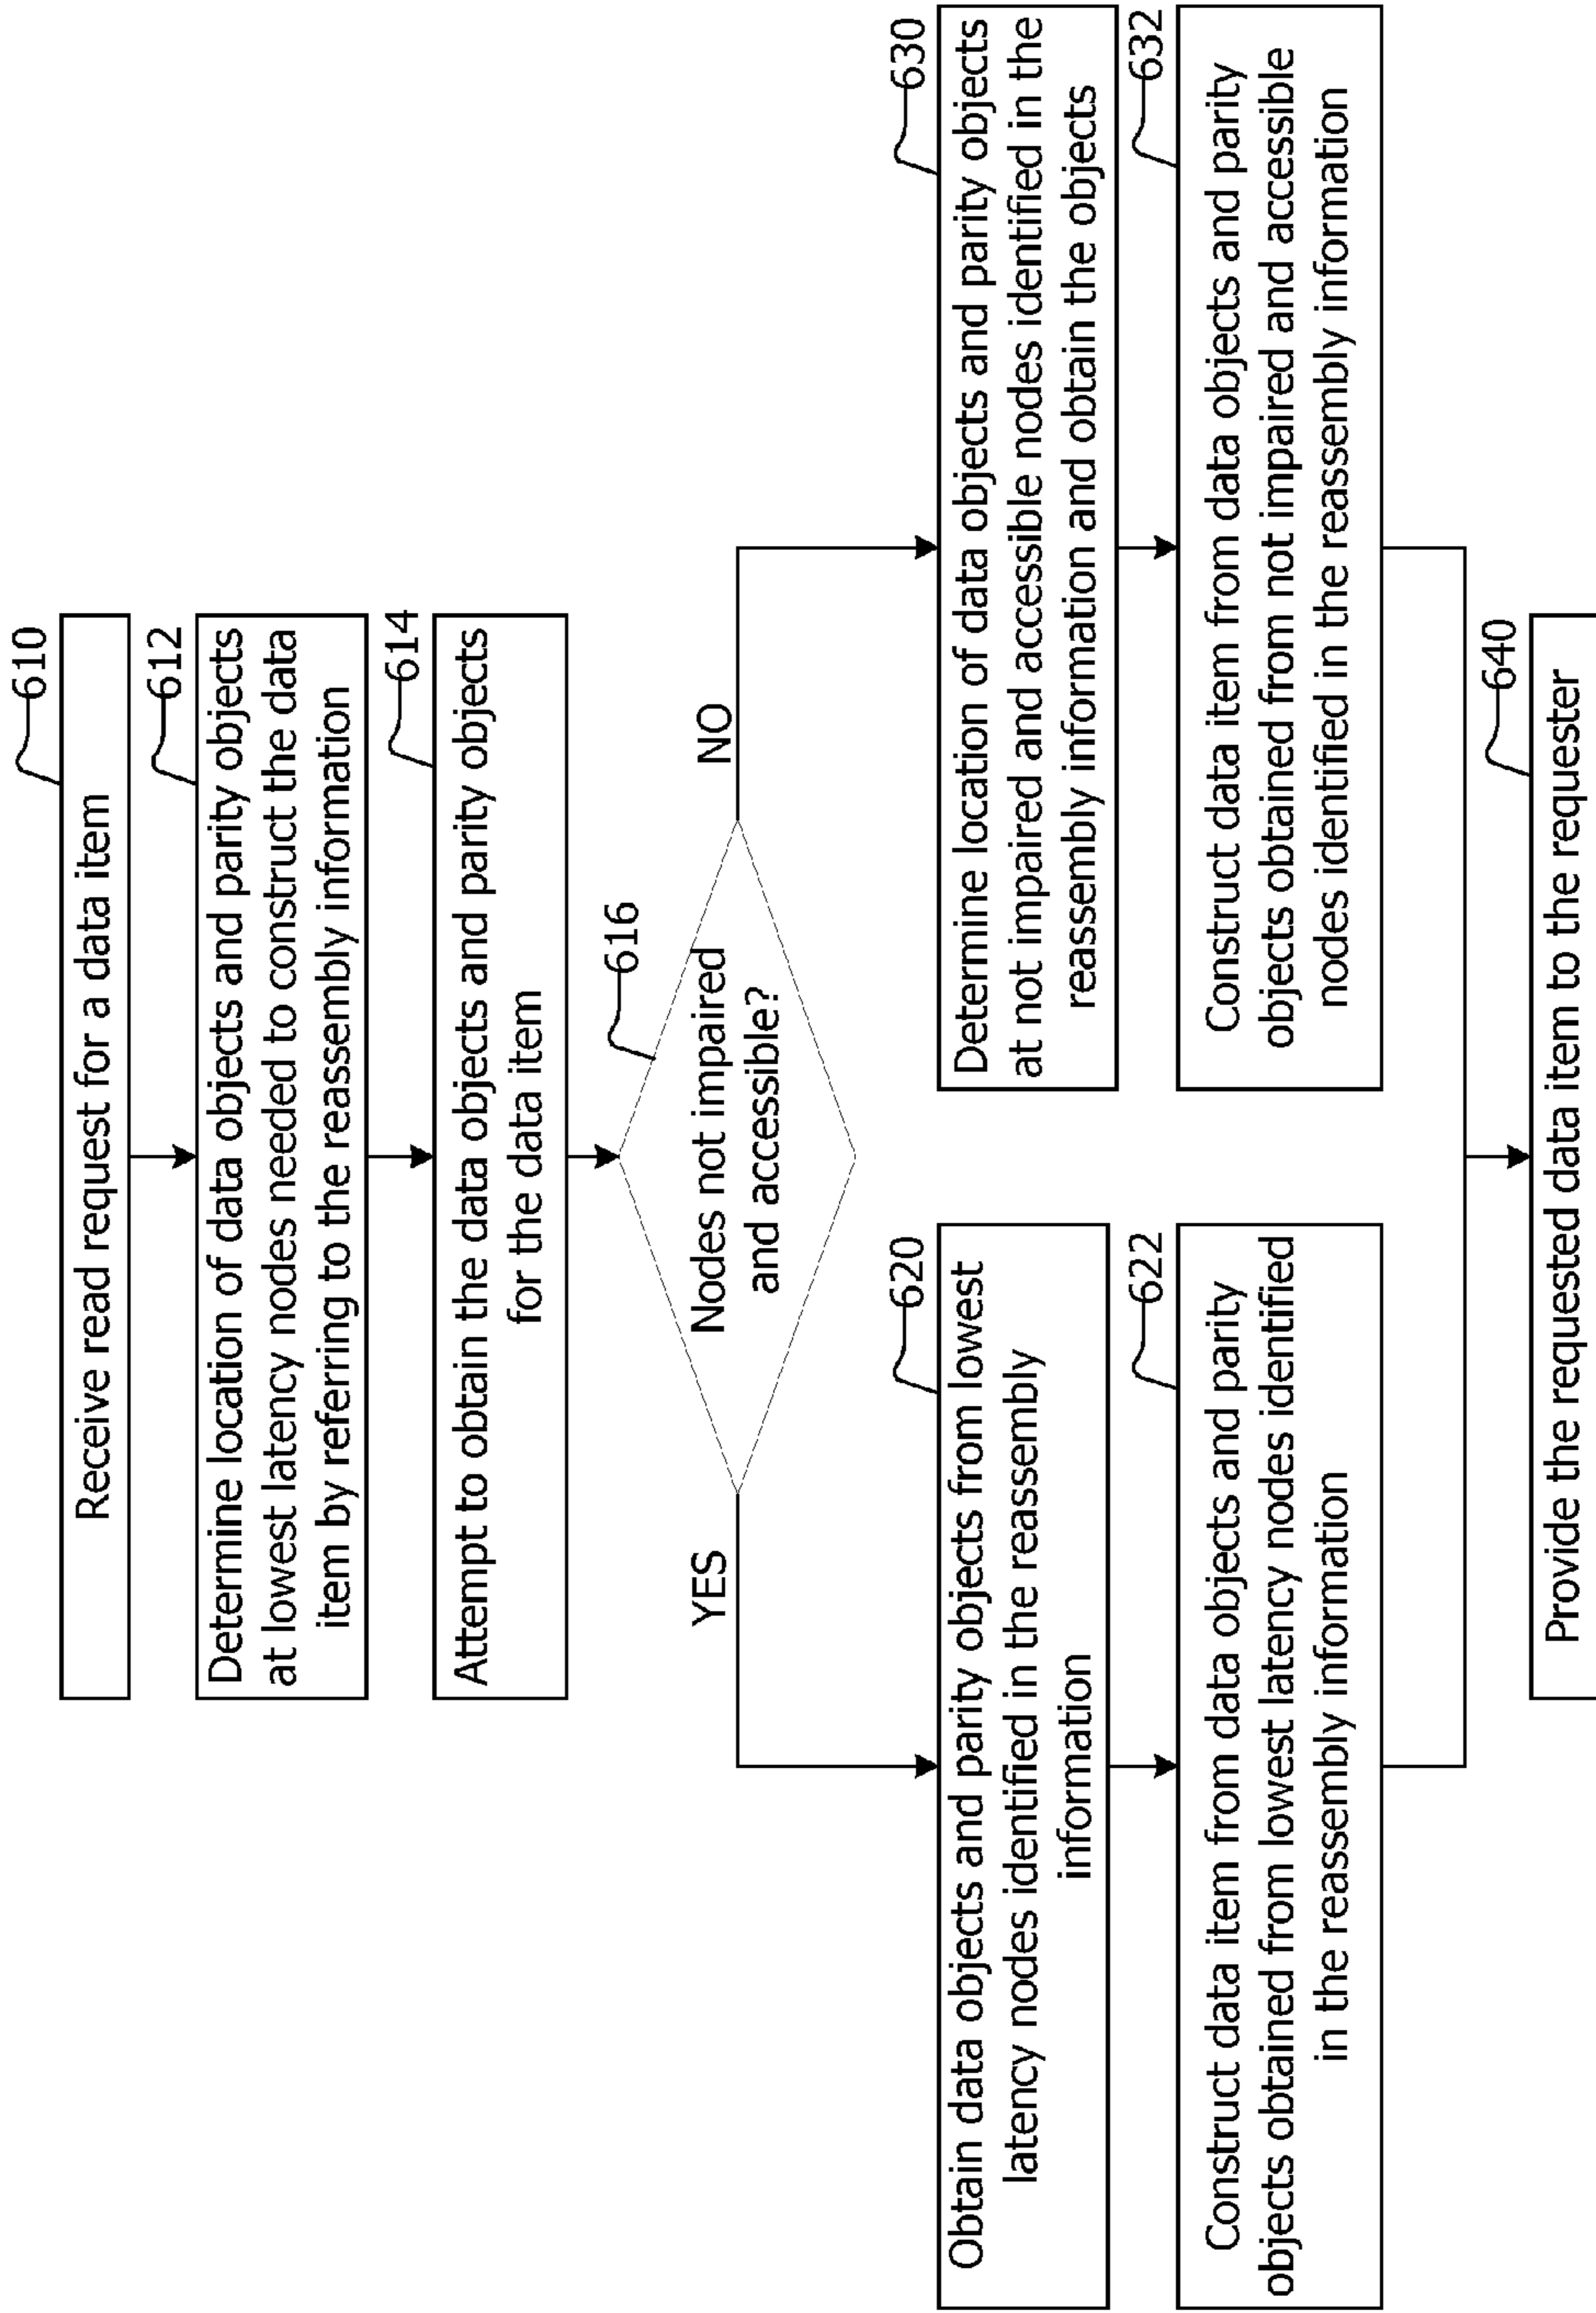 610
Receive read request for a data item
612
Determine location of data objects and parity objects
at lowest latency nodes needed to construct the data
item by referring to the reassembly information
614
Attempt to obtain the data objects and parity objects
for the data item
616
Nodes not impaired
and accessible?
YES
NO
620
Obtain data objects and parity objects from lowest
latency nodes identified in the reassembly
information
622
Construct data item from data objects and parity
objects obtained from lowest latency nodes identified
in the reassembly information
630
Determine location of data objects and parity objects
at not impaired and accessible nodes identified in the
reassembly information and obtain the objects
632
Construct data item from data objects and parity
objects obtained from not impaired and accessible
nodes identified in the reassembly information
640
Provide the requested data item to the requester